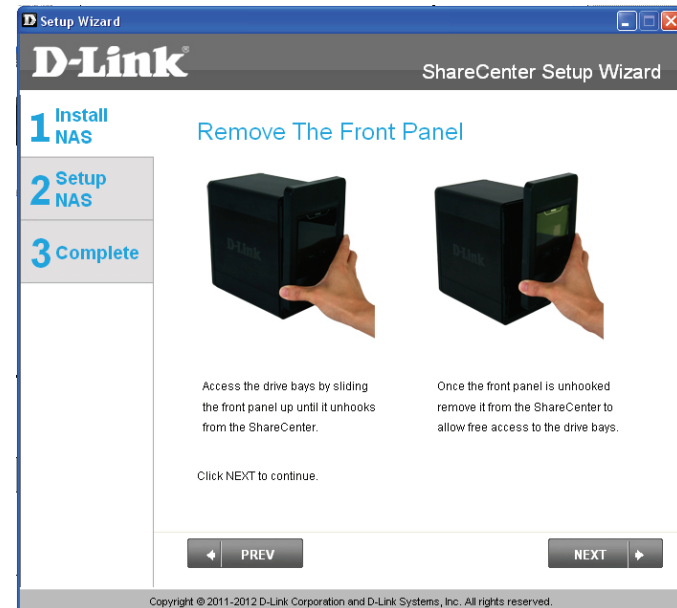 Setup Wizard
D-Link®
ShareCenter Setup Wizard
1 Install
NAS
2 Setup
NAS
3 Complete
Remove The Front Panel
D-Link
D-Link
Access the drive bays by sliding
the front panel up until it unhooks
from the ShareCenter.
Once the front panel is unhooked
remove it from the ShareCenter to
allow free access to the drive bays.
Click NEXT to continue.
PREV
NEXT
Copyright © 2011-2012 D-Link Corporation and D-Link Systems, Inc. All rights reserved.